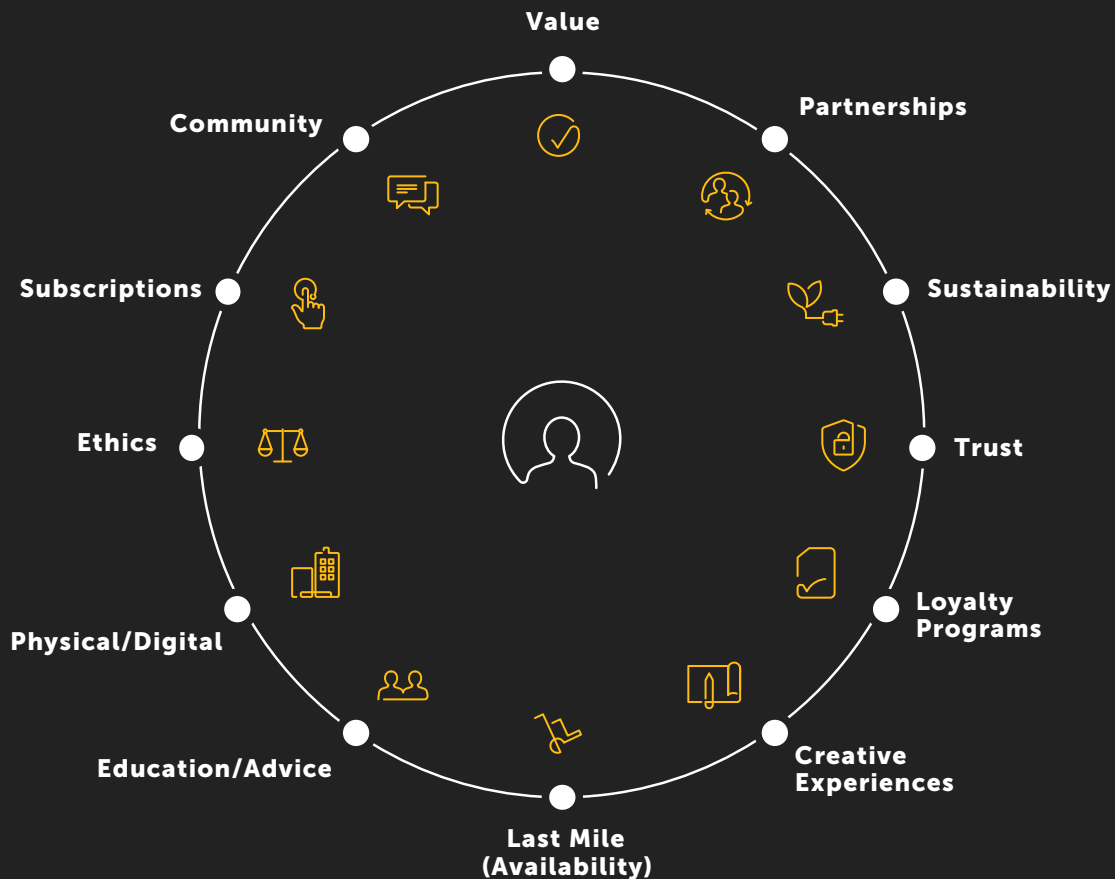 Value
Partnerships
Community
Sustainability
Subscriptions
Ethics
Trust
Loyalty
Programs
Physical/Digital
Creative
Experiences
Education/Advice
Last Mile
(Availability)